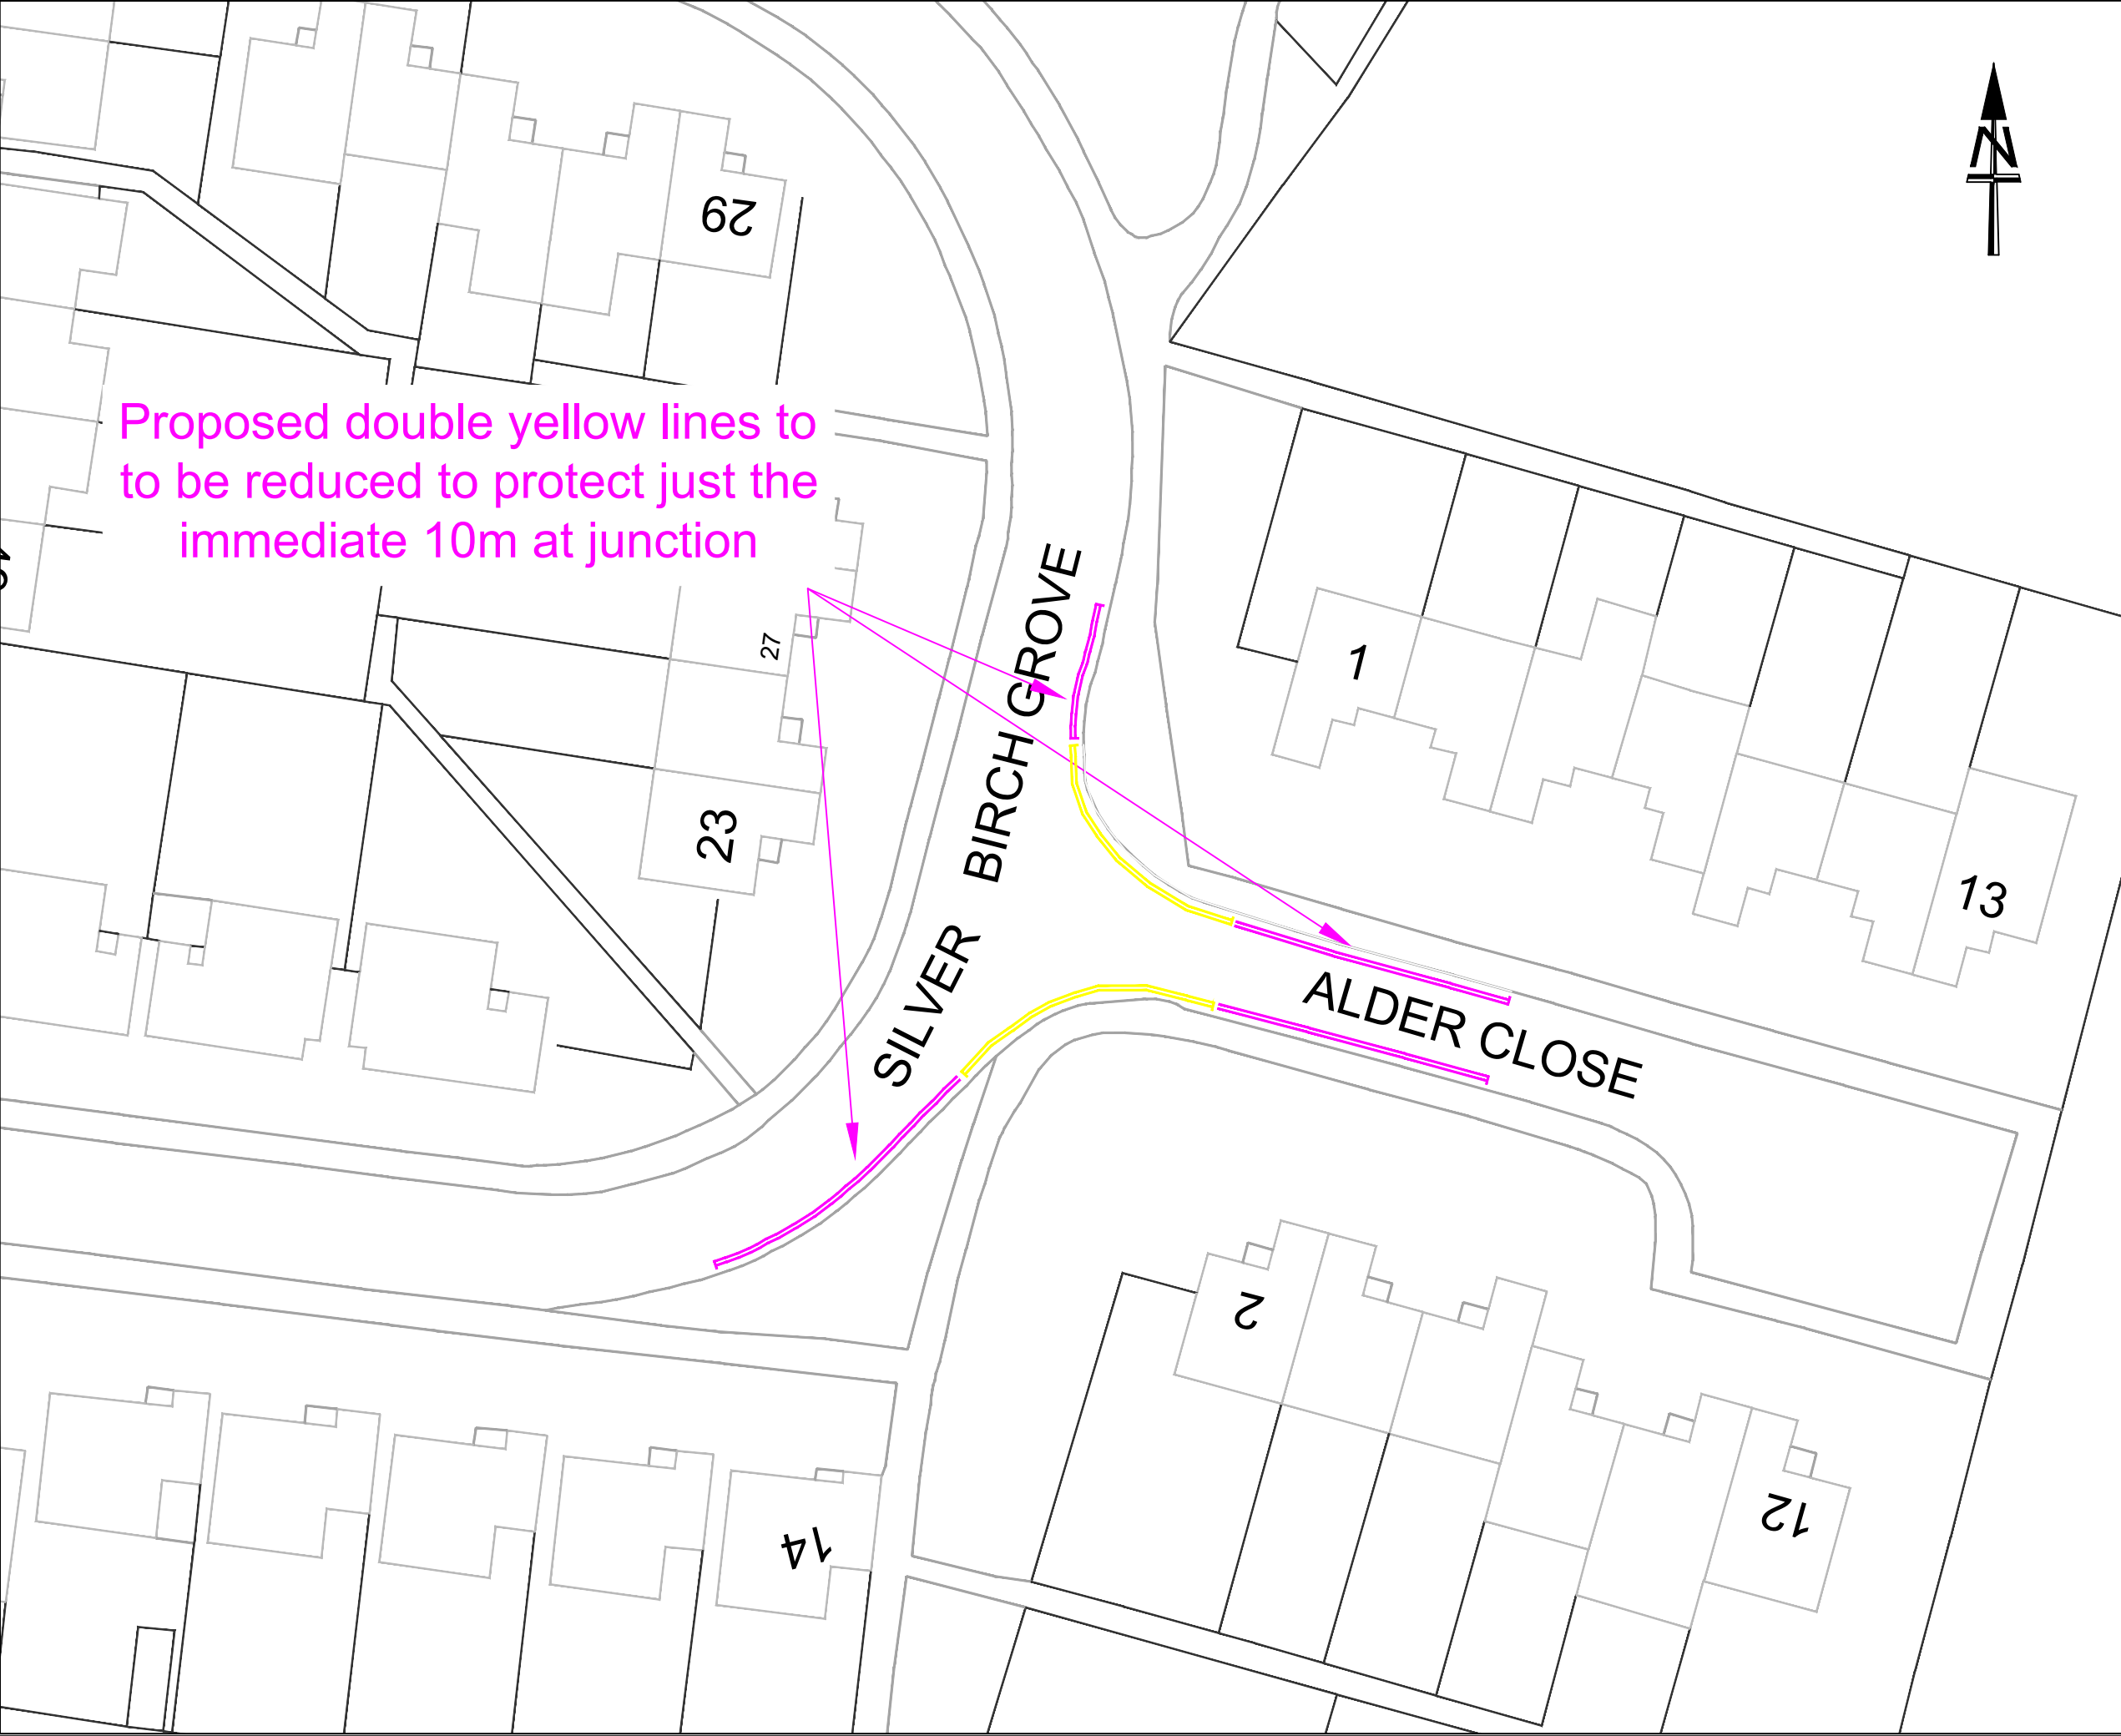 N
29
Proposed double yellow lines to
to be reduced to protect just the
immediate 10m at junction
27
1
SILVER BIRCH GROVE
23
13
ALDER CLOSE
2
12
14